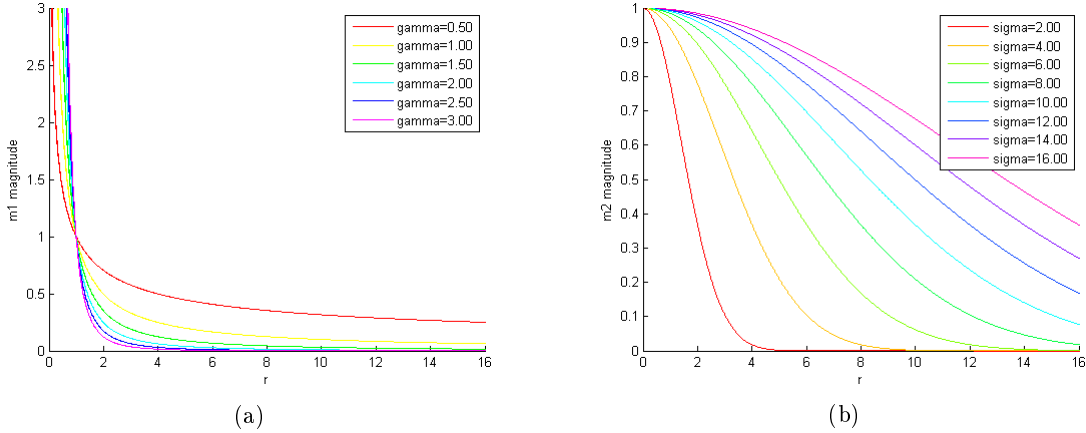 3
2.5
2
1.5
1
0.5
0
m1 magnitude
0 2 4 6 8 10 12 14 16
r
gamma=0.50
gamma=1.00
gamma=1.50
gamma=2.00
gamma=2.50
gamma=3.00
(a)
1
0.9
0.8
0.7
0.6
0.5
0.4
0.3
0.2
0.1
0
m2 magnitude
0 2 4 6 8 10 12 14 16
r
sigma=2.00
sigma=4.00
sigma=6.00
sigma=8.00
sigma=10.00
sigma=12.00
sigma=14.00
sigma=16.00
(b)